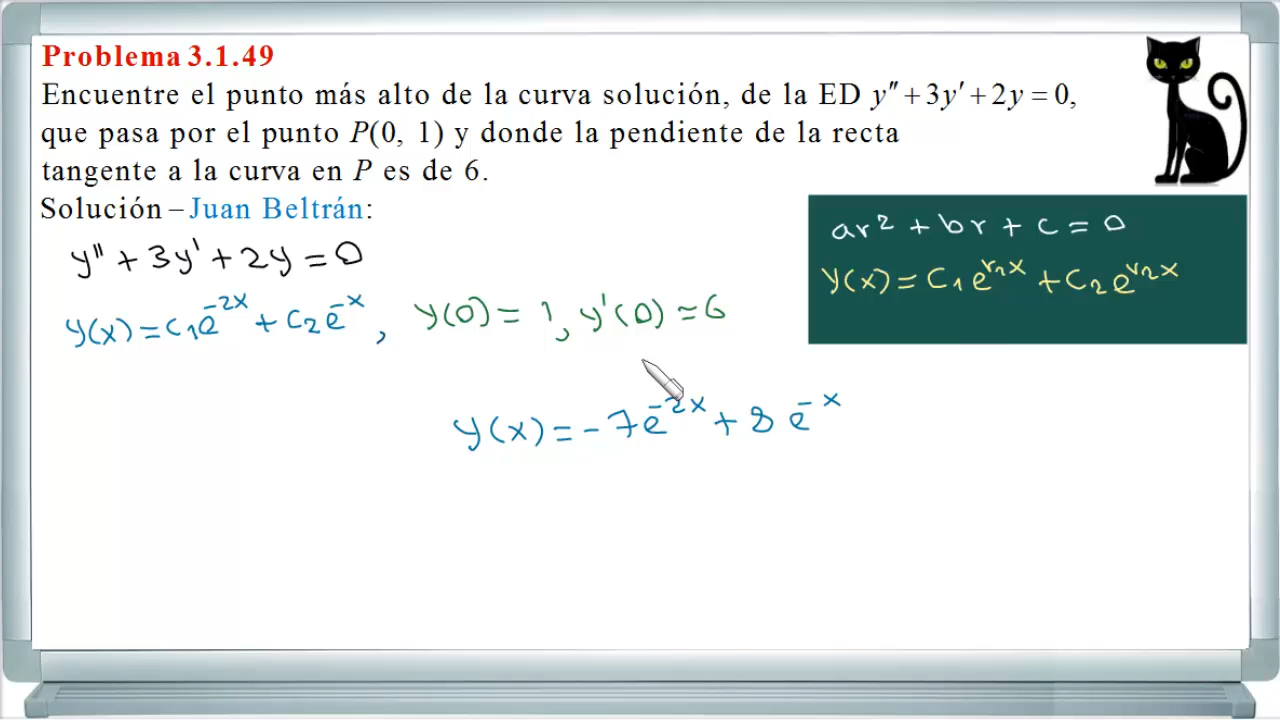 Problema 3.1.49
Encuentre el punto más alto de la curva solución, de la ED y″ + 3y′ + 2y = 0,
que pasa por el punto P(0, 1) y donde la pendiente de la recta
tangente a la curva en P es de 6.
Solución – Juan Beltrán:
y'' + 3y' + 2y = 0
y(x) = c₁e^(-2x) + c₂e^(-x), y(0) = 1, y'(0) = 6
y(x) = -7e^(-2x) + 8e^(-x)
ar² + br + c = 0
y(x) = c₁e^(r₁x) + c₂e^(r₂x)